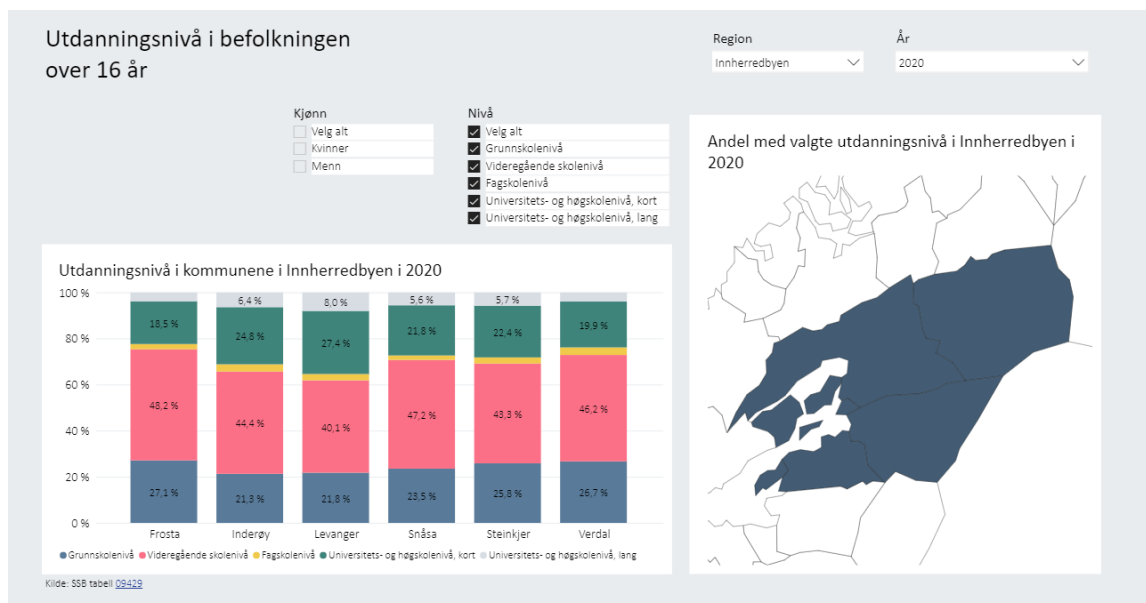 Utdanningsnivå i befolkningen
over 16 år
Region
Innherredbyen
År
2020
Kjønn
Velg alt
Kvinner
Menn
Nivå
Velg alt
Grunnskolenivå
Videregående skolenivå
Fagskolenivå
Universitets- og høgskolenivå, kort
Universitets- og høgskolenivå, lang
Andel med valgte utdanningsnivå i Innherredbyen i
2020
Utdanningsnivå i kommunene i Innherredbyen i 2020
100 %
80 %
60 %
40 %
20 %
0 %
6,4 % 8,0 % 5,6 % 5,7 %
18,5 % 24,8 % 27,4 % 21,8 % 22,4 % 19,9 %
48,2 % 44,4 % 40,1 % 47,2 % 43,3 % 46,2 %
27,1 % 21,3 % 21,8 % 23,5 % 25,8 % 26,7 %
Frosta Inderøy Levanger Snåsa Steinkjer Verdal
Grunnskolenivå Videregående skolenivå Fagskolenivå Universitets- og høgskolenivå, kort Universitets- og høgskolenivå, lang
Kilde: SSB tabell 09429